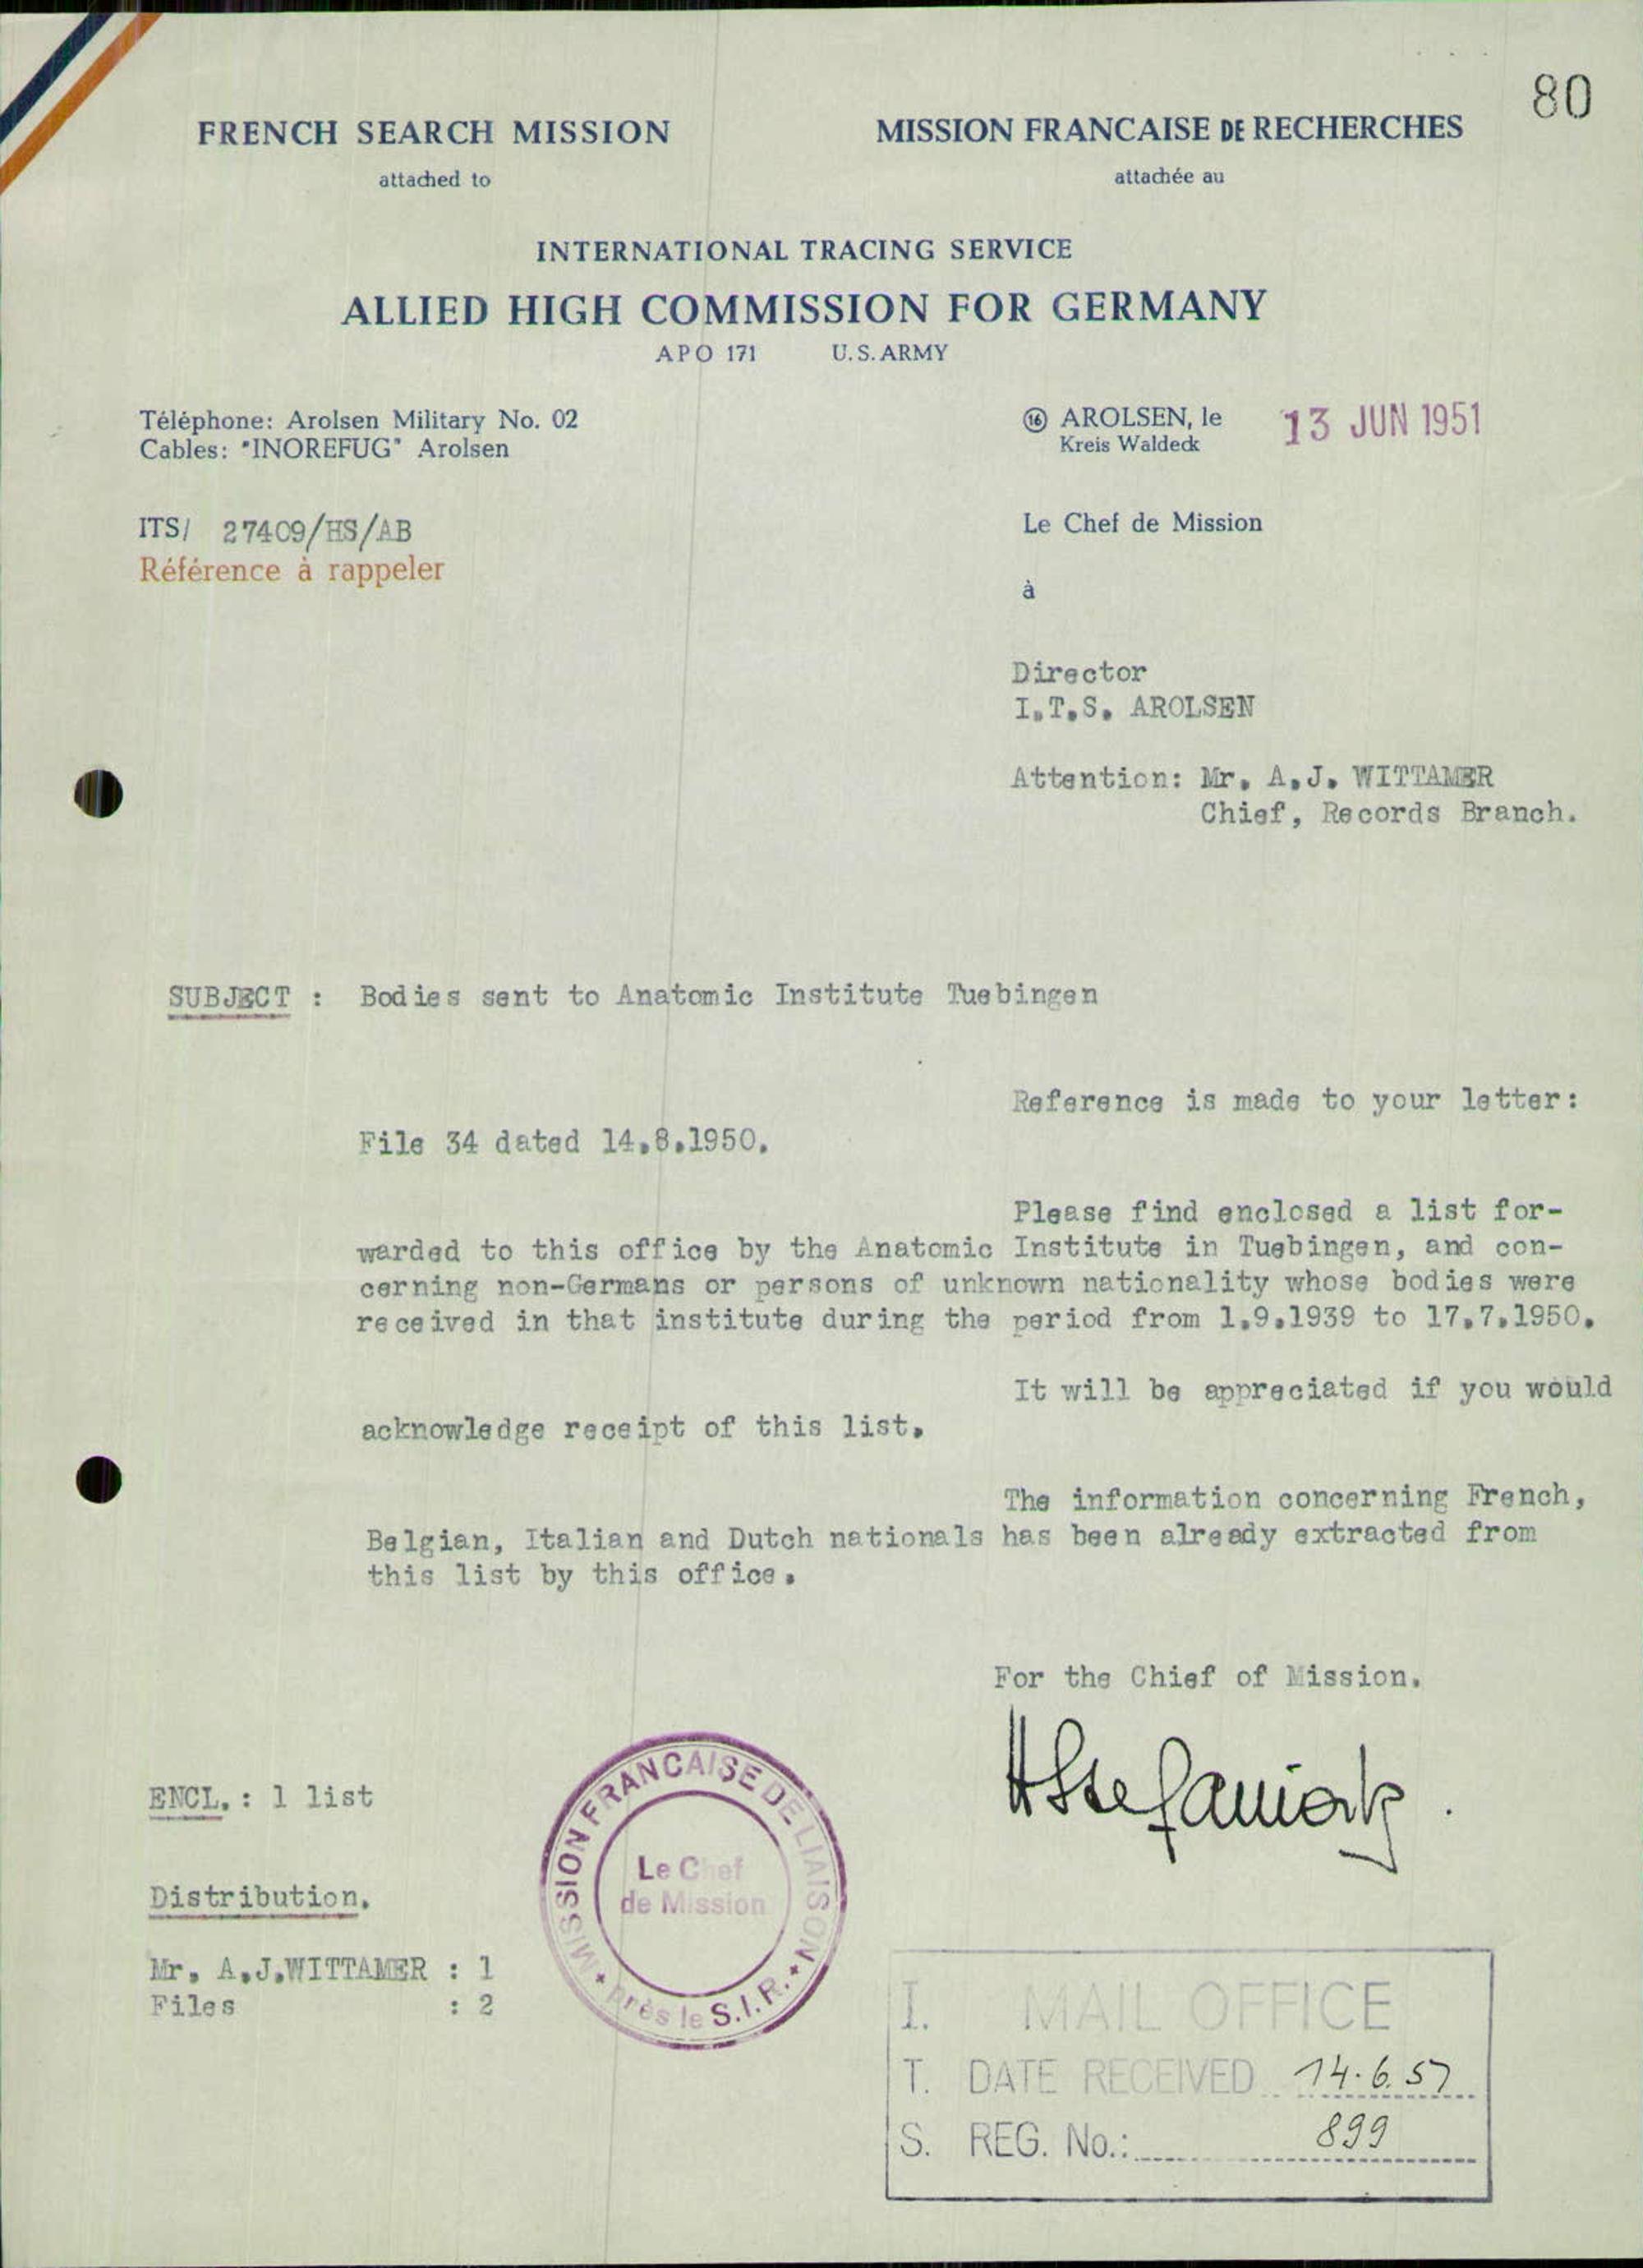 80
FRENCH SEARCH MISSION
attached to
MISSION FRANCAISE DE RECHERCHES
attachée au
INTERNATIONAL TRACING SERVICE
ALLIED HIGH COMMISSION FOR GERMANY
APO 171 U.S. ARMY
Téléphone: Arolsen Military No. 02
Cables: "INOREFUG" Arolsen
(16) AROLSEN, le 13 JUN 1951
Kreis Waldeck
ITS/ 27409/HS/AB
Référence à rappeler
Le Chef de Mission
à
Director
I.T.S. AROLSEN
Attention: Mr. A.J. WITTAMER
Chief, Records Branch.
SUBJECT : Bodies sent to Anatomic Institute Tuebingen
Reference is made to your letter:
File 34 dated 14.8.1950.
Please find enclosed a list for-
warded to this office by the Anatomic Institute in Tuebingen, and con-
cerning non-Germans or persons of unknown nationality whose bodies were
received in that institute during the period from 1.9.1939 to 17.7.1950.
It will be appreciated if you would
acknowledge receipt of this list.
The information concerning French,
Belgian, Italian and Dutch nationals has been already extracted from
this list by this office.
For the Chief of Mission.
HStefaniak.
ENCL. : 1 list
Distribution.
Mr. A.J.WITTAMER : 1
Files : 2
MISSION FRANCAISE DE LIAISON
près le S.I.R.
Le Chef
de Mission
I. MAIL OFFICE
T. DATE RECEIVED 14.6.51
S. REG. No.: 899